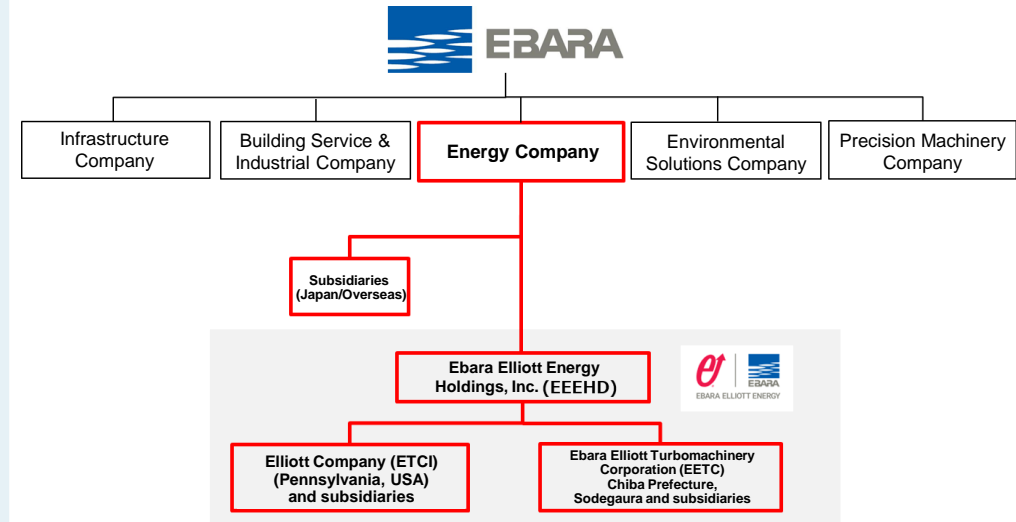 EBARA
Infrastructure
Company
Building Service &
Industrial Company
Energy Company
Environmental
Solutions Company
Precision Machinery
Company
Subsidiaries
(Japan/Overseas)
Ebara Elliott Energy
Holdings, Inc. (EEEHD)
EBARA
EBARA ELLIOTT ENERGY
Elliott Company (ETCI)
(Pennsylvania, USA)
and subsidiaries
Ebara Elliott Turbomachinery
Corporation (EETC)
Chiba Prefecture,
Sodegaura and subsidiaries